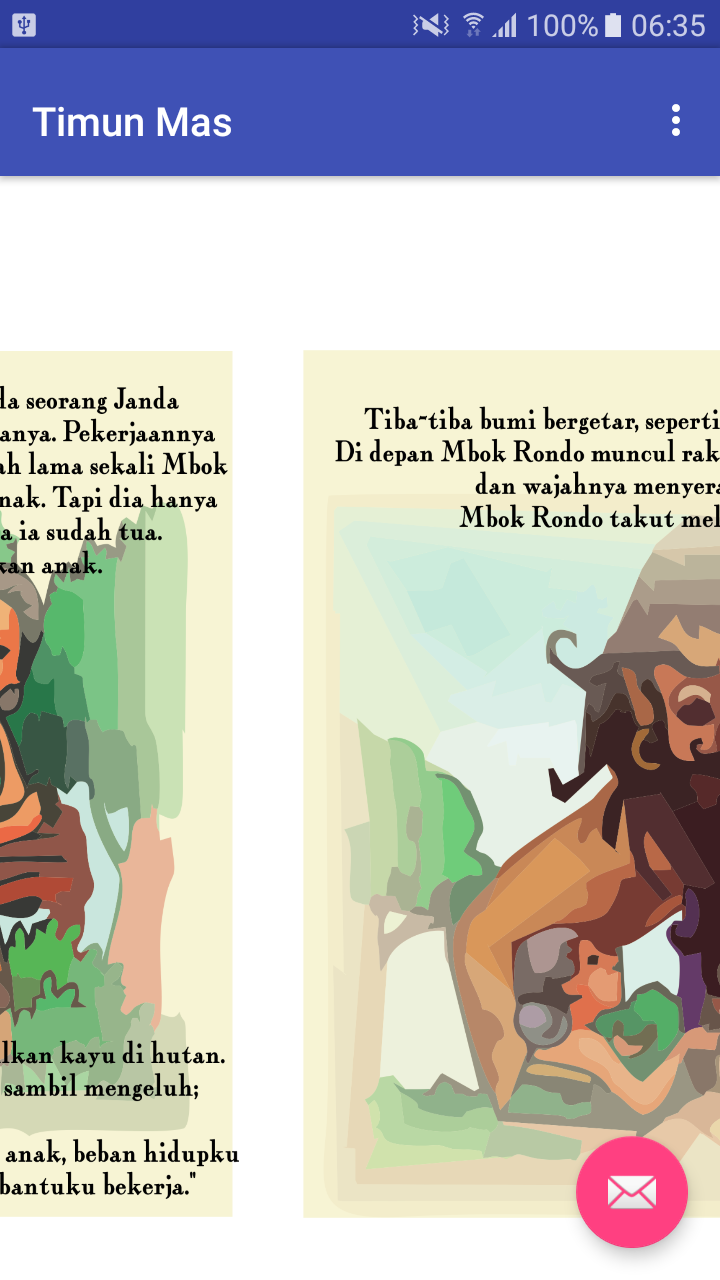 100% 06:35
Timun Mas
da seorang Janda
anya. Pekerjaannya
ah lama sekali Mbok
nak. Tapi dia hanya
a ia sudah tua.
kan anak.
lkan kayu di hutan.
sambil mengeluh;
anak, beban hidupku
bantuku bekerja."
Tiba-tiba bumi bergetar, seperti
Di depan Mbok Rondo muncul rak
dan wajahnya menyera
Mbok Rondo takut mel